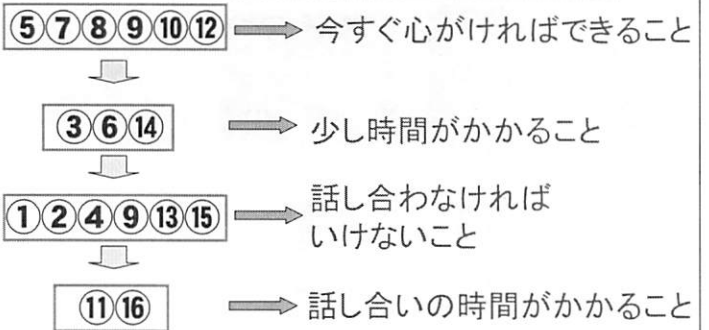 ⑤⑦⑧⑨⑩⑫ 今すぐ心がければできること
③⑥⑭ 少し時間がかかること
①②④⑨⑬⑮ 話し合わなければ
いけないこと
⑪⑯ 話し合いの時間がかかること